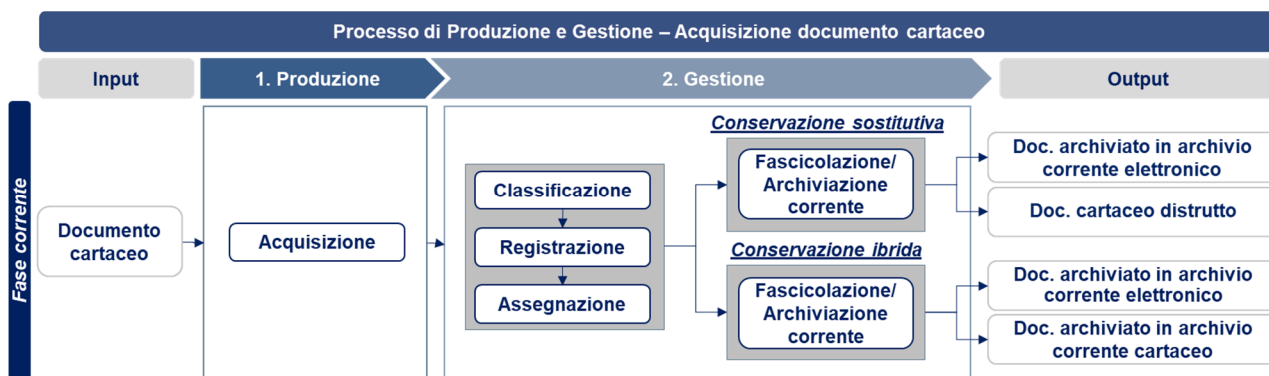 Processo di Produzione e Gestione – Acquisizione documento cartaceo
Input
1. Produzione
2. Gestione
Output
Fase corrente
Documento
cartaceo
Acquisizione
Classificazione
Registrazione
Assegnazione
Conservazione sostitutiva
Fascicolazione/
Archiviazione
corrente
Conservazione ibrida
Fascicolazione/
Archiviazione
corrente
Doc. archiviato in archivio
corrente elettronico
Doc. cartaceo distrutto
Doc. archiviato in archivio
corrente elettronico
Doc. archiviato in archivio
corrente cartaceo